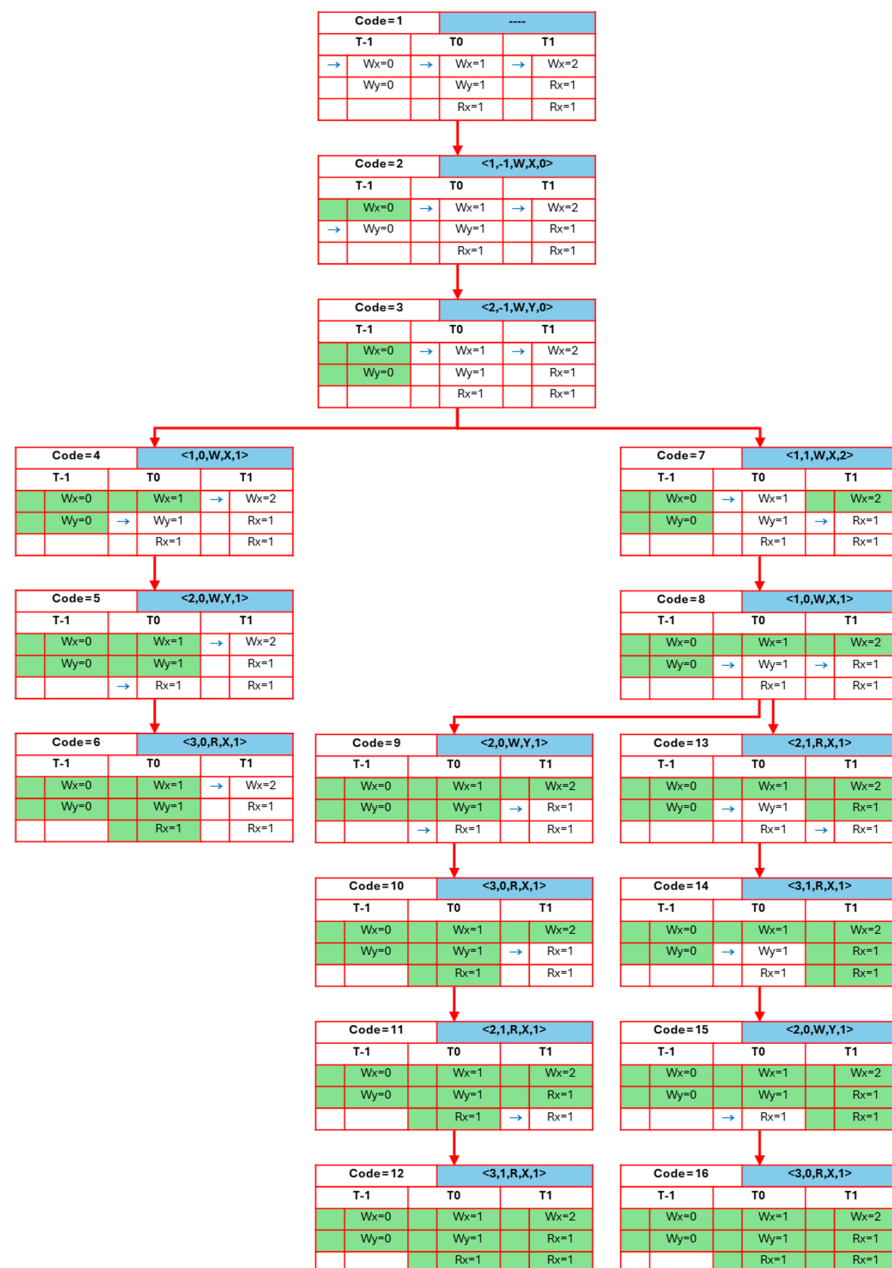 Code=1 ----
T-1 T0 T1
→ Wx=0 → Wx=1 → Wx=2
Wy=0 Wy=1 Rx=1
Rx=1 Rx=1
Code=2 <1,-1,W,X,0>
T-1 T0 T1
Wx=0 → Wx=1 → Wx=2
→ Wy=0 Wy=1 Rx=1
Rx=1 Rx=1
Code=3 <2,-1,W,Y,0>
T-1 T0 T1
Wx=0 → Wx=1 → Wx=2
Wy=0 Wy=1 Rx=1
Rx=1 Rx=1
Code=4 <1,0,W,X,1>
T-1 T0 T1
Wx=0 Wx=1 → Wx=2
Wy=0 → Wy=1 Rx=1
Rx=1 Rx=1
Code=7 <1,1,W,X,2>
T-1 T0 T1
Wx=0 → Wx=1 Wx=2
Wy=0 Wy=1 → Rx=1
Rx=1 Rx=1
Code=5 <2,0,W,Y,1>
T-1 T0 T1
Wx=0 Wx=1 → Wx=2
Wy=0 Wy=1 Rx=1
→ Rx=1 Rx=1
Code=8 <1,0,W,X,1>
T-1 T0 T1
Wx=0 Wx=1 Wx=2
Wy=0 → Wy=1 → Rx=1
Rx=1 Rx=1
Code=6 <3,0,R,X,1>
T-1 T0 T1
Wx=0 Wx=1 → Wx=2
Wy=0 Wy=1 Rx=1
Rx=1 Rx=1
Code=9 <2,0,W,Y,1>
T-1 T0 T1
Wx=0 Wx=1 Wx=2
Wy=0 Wy=1 → Rx=1
→ Rx=1 Rx=1
Code=13 <2,1,R,X,1>
T-1 T0 T1
Wx=0 Wx=1 Wx=2
Wy=0 → Wy=1 Rx=1
Rx=1 → Rx=1
Code=10 <3,0,R,X,1>
T-1 T0 T1
Wx=0 Wx=1 Wx=2
Wy=0 Wy=1 → Rx=1
Rx=1 Rx=1
Code=14 <3,1,R,X,1>
T-1 T0 T1
Wx=0 Wx=1 Wx=2
Wy=0 → Wy=1 Rx=1
Rx=1 Rx=1
Code=11 <2,1,R,X,1>
T-1 T0 T1
Wx=0 Wx=1 Wx=2
Wy=0 Wy=1 Rx=1
Rx=1 → Rx=1
Code=15 <2,0,W,Y,1>
T-1 T0 T1
Wx=0 Wx=1 Wx=2
Wy=0 Wy=1 Rx=1
→ Rx=1 Rx=1
Code=12 <3,1,R,X,1>
T-1 T0 T1
Wx=0 Wx=1 Wx=2
Wy=0 Wy=1 Rx=1
Rx=1 Rx=1
Code=16 <3,0,R,X,1>
T-1 T0 T1
Wx=0 Wx=1 Wx=2
Wy=0 Wy=1 Rx=1
Rx=1 Rx=1